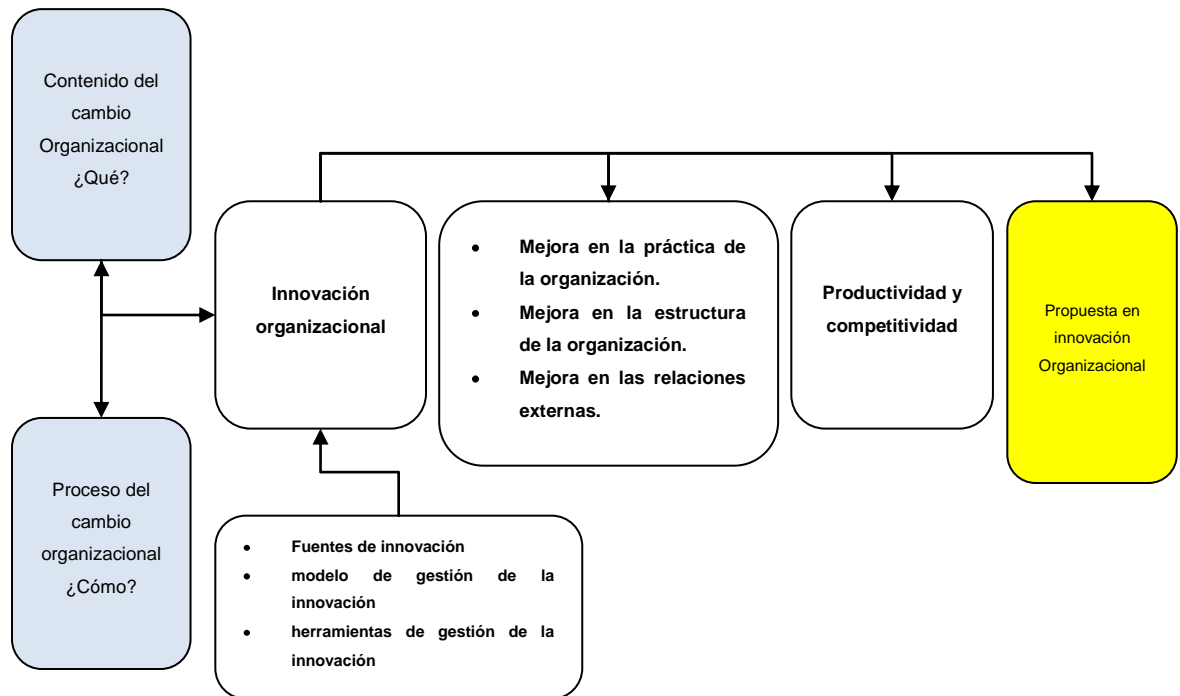 Contenido del
cambio
Organizacional
¿Qué?
Proceso del
cambio
organizacional
¿Cómo?
Innovación
organizacional
• Fuentes de innovación
• modelo de gestión de la
innovación
• herramientas de gestión de la
innovación
• Mejora en la práctica de
la organización.
• Mejora en la estructura
de la organización.
• Mejora en las relaciones
externas.
Productividad y
competitividad
Propuesta en
innovación
Organizacional